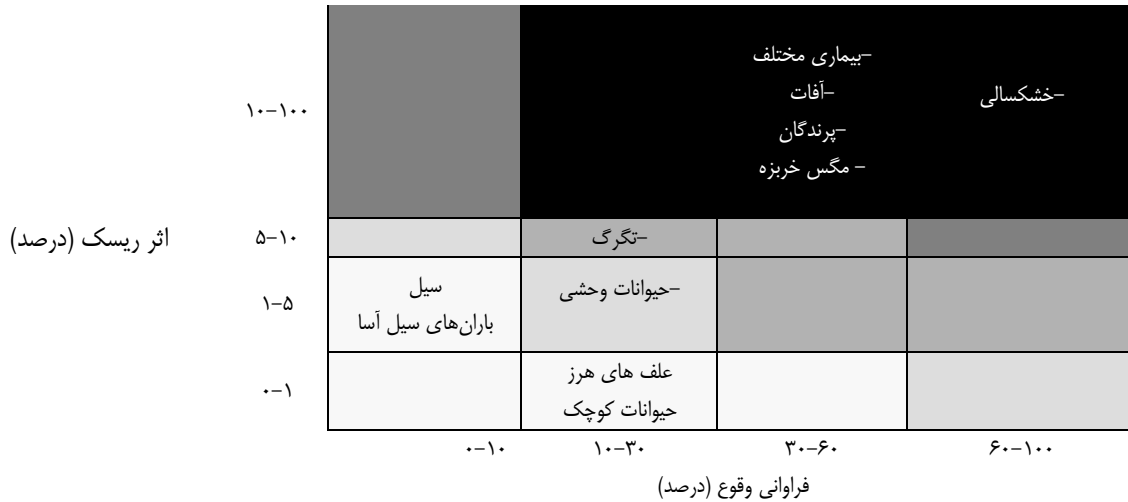 -بیماری مختلف
-آفات
-پرندگان
- مگس خربزه
-خشکسالی
۱۰-۱۰۰
-تگرگ
۵-۱۰
اثر ریسک (درصد)
سیل
باران‌های سیل آسا
-حیوانات وحشی
۱-۵
علف های هرز
حیوانات کوچک
۰-۱
۰-۱۰
۱۰-۳۰
۳۰-۶۰
۶۰-۱۰۰
فراوانی وقوع (درصد)